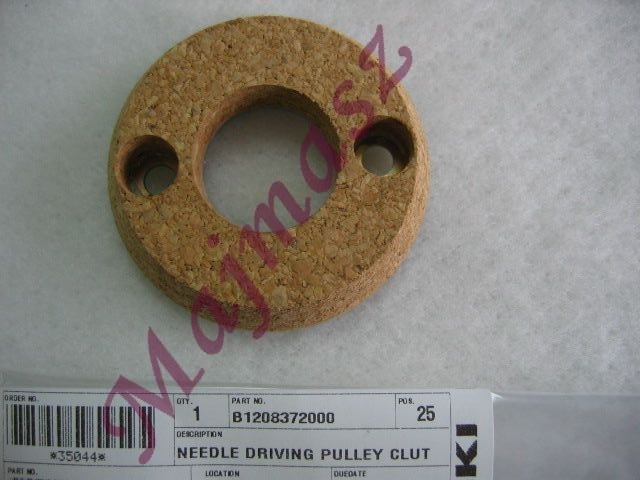 Majmasz
ORDER NO. QTY. PART NO. POS.
1 B1208372000 25
*35044*
DESCRIPTION
NEEDLE DRIVING PULLEY CLUT
KI
PART NO. LOCATION DUEDATE